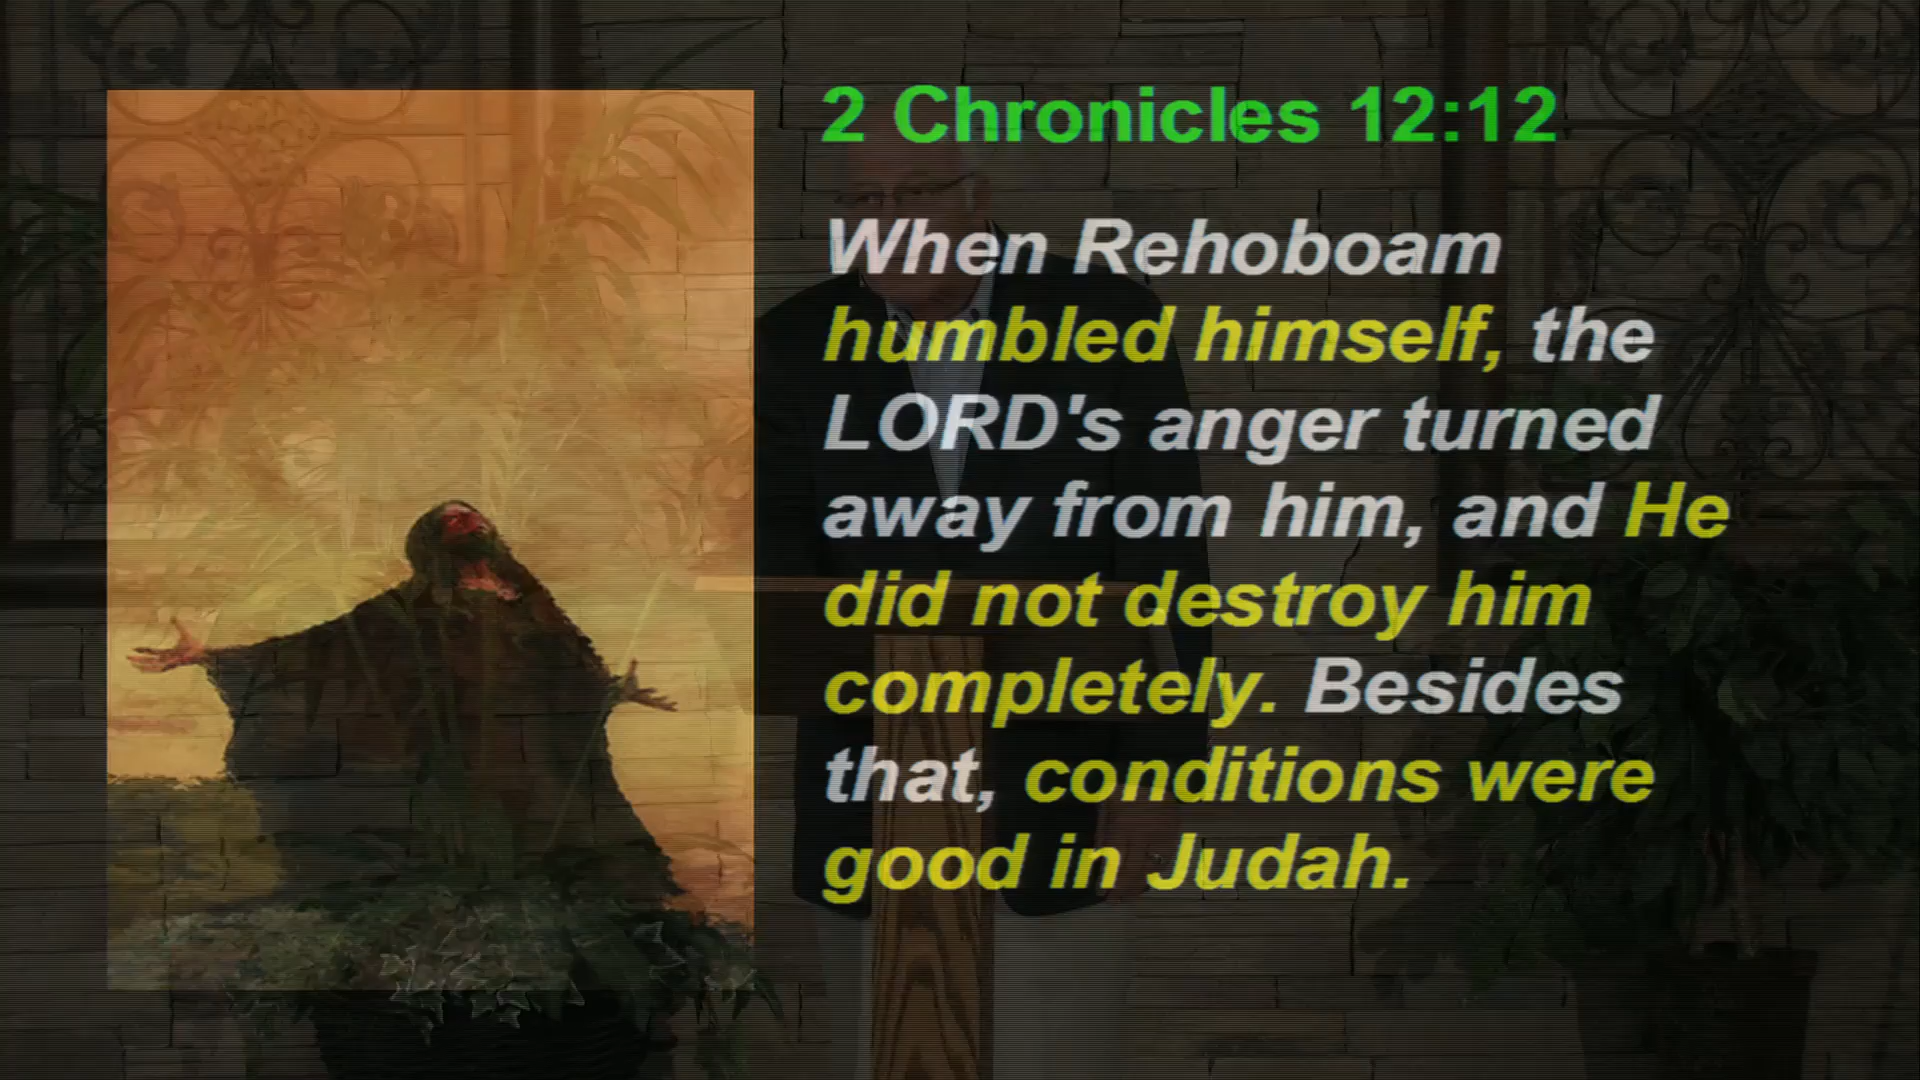 2 Chronicles 12:12
When Rehoboam
humbled himself, the
LORD's anger turned
away from him, and He
did not destroy him
completely. Besides
that, conditions were
good in Judah.